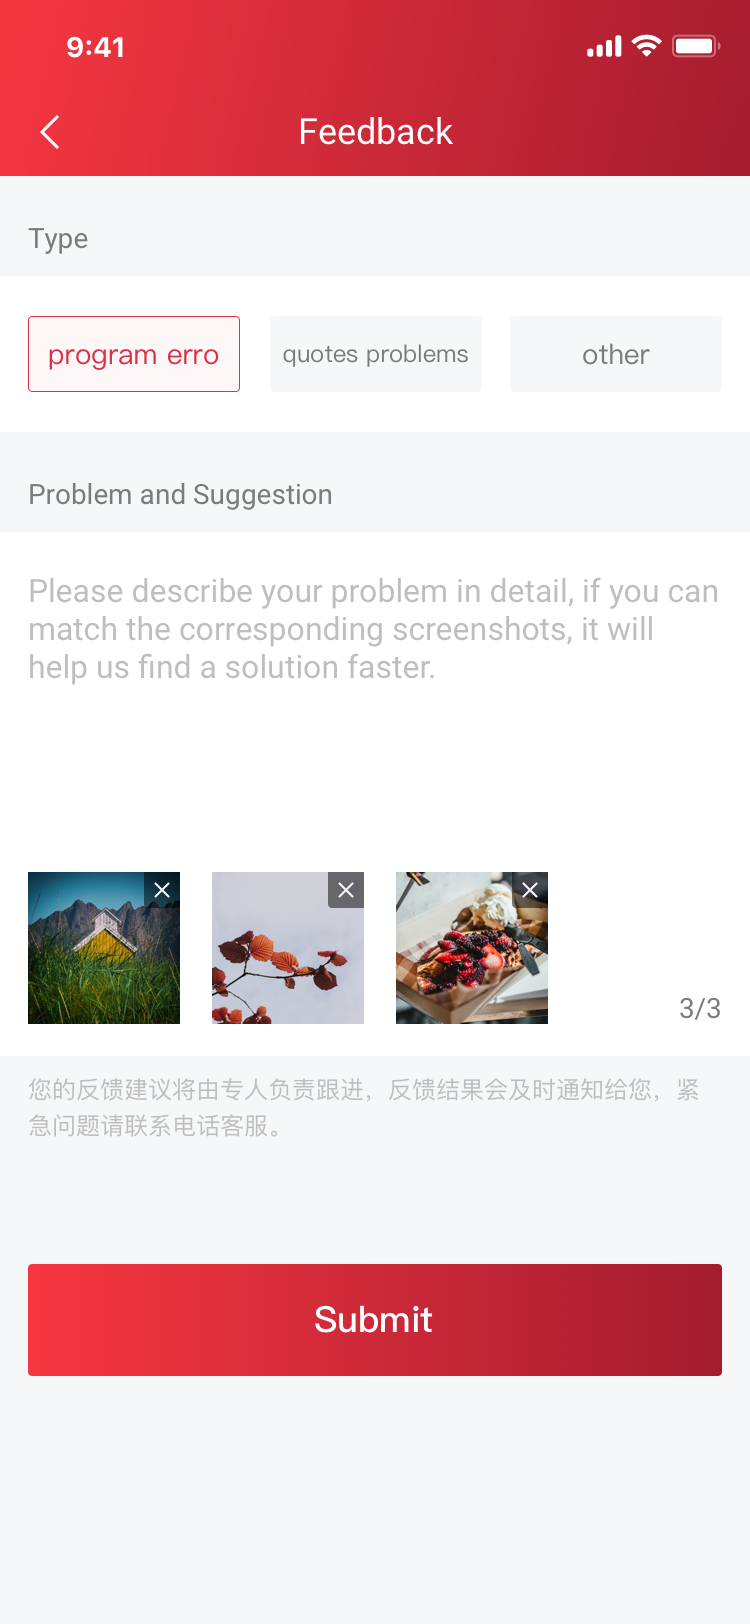 9:41
Feedback
Type
program erro
quotes problems
other
Problem and Suggestion
Please describe your problem in detail, if you can
match the corresponding screenshots, it will
help us find a solution faster.
3/3
您的反馈建议将由专人负责跟进，反馈结果会及时通知给您，紧
急问题请联系电话客服。
Submit